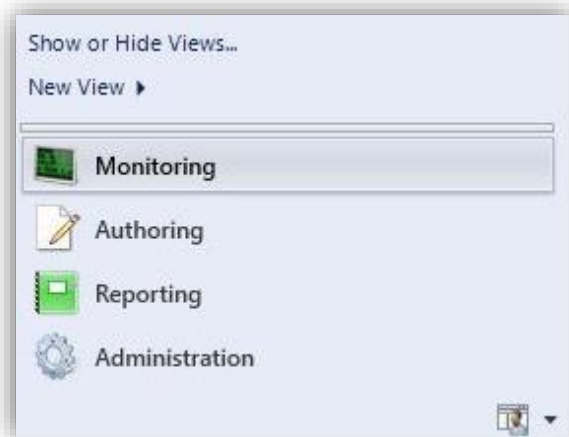 Show or Hide Views...
New View
Monitoring
Authoring
Reporting
Administration